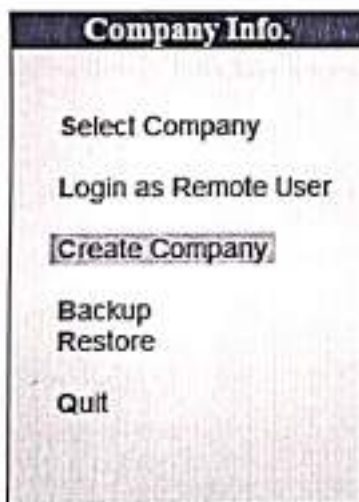 Company Info.
Select Company
Login as Remote User
Create Company
Backup
Restore
Quit